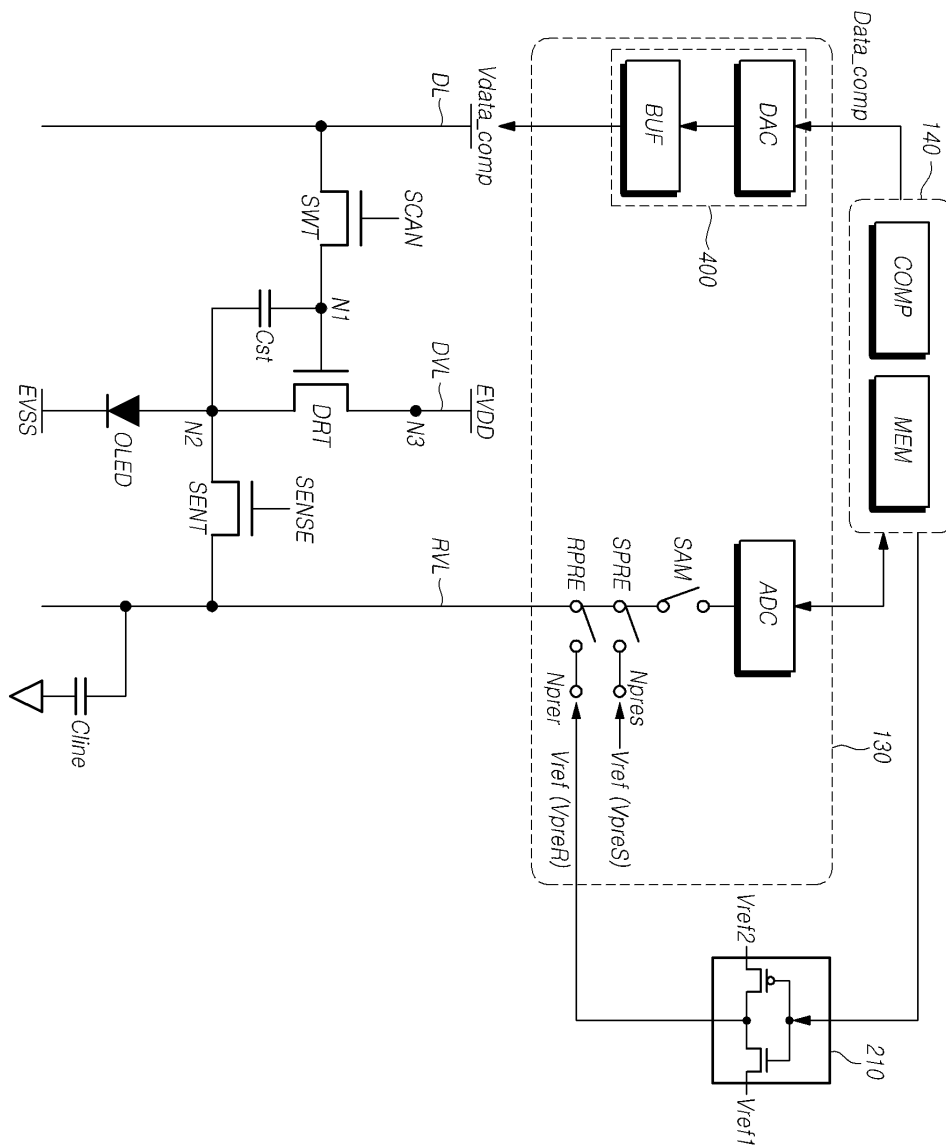 140
COMP
MEM
Data_comp
130
DAC
BUF
400
ADC
SAM
SPRE
RPRE
Npres
Nprer
Vref (VpreS)
Vref (VpreR)
210
Vref2
Vref1
Vdata_comp
DL
SCAN
SWT
N1
Cst
EVDD
DVL
N3
DRT
N2
OLED
EVSS
SENSE
SENT
RVL
Cline